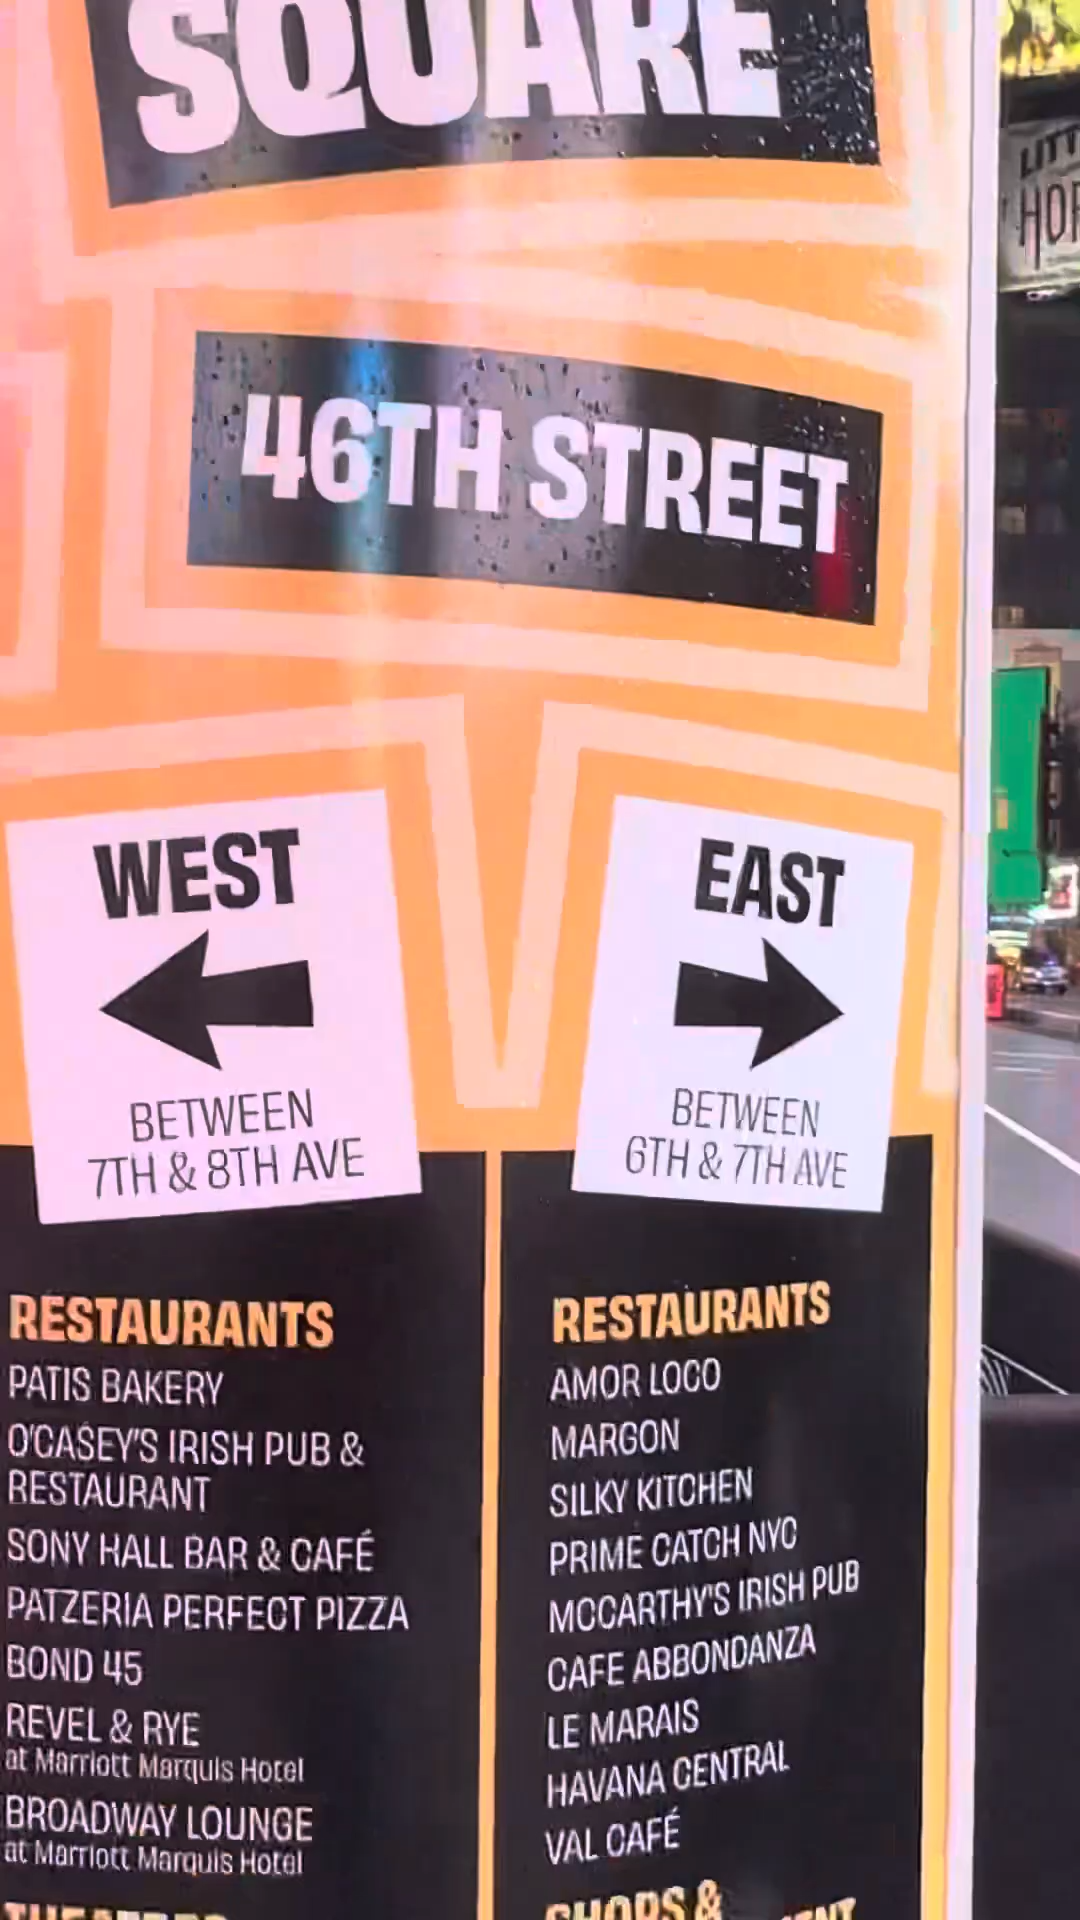 SQUARE
46TH STREET
WEST
BETWEEN
7TH & 8TH AVE
RESTAURANTS
PATIS BAKERY
O'CASEY'S IRISH PUB &
RESTAURANT
SONY HALL BAR & CAFÉ
PATZERIA PERFECT PIZZA
BOND 45
REVEL & RYE
at Marriott Marquis Hotel
BROADWAY LOUNGE
at Marriott Marquis Hotel
EAST
BETWEEN
6TH & 7TH AVE
RESTAURANTS
AMOR LOCO
MARGON
SILKY KITCHEN
PRIME CATCH NYC
MCCARTHY'S IRISH PUB
CAFE ABBONDANZA
LE MARAIS
HAVANA CENTRAL
VAL CAFÉ
SHOPS &